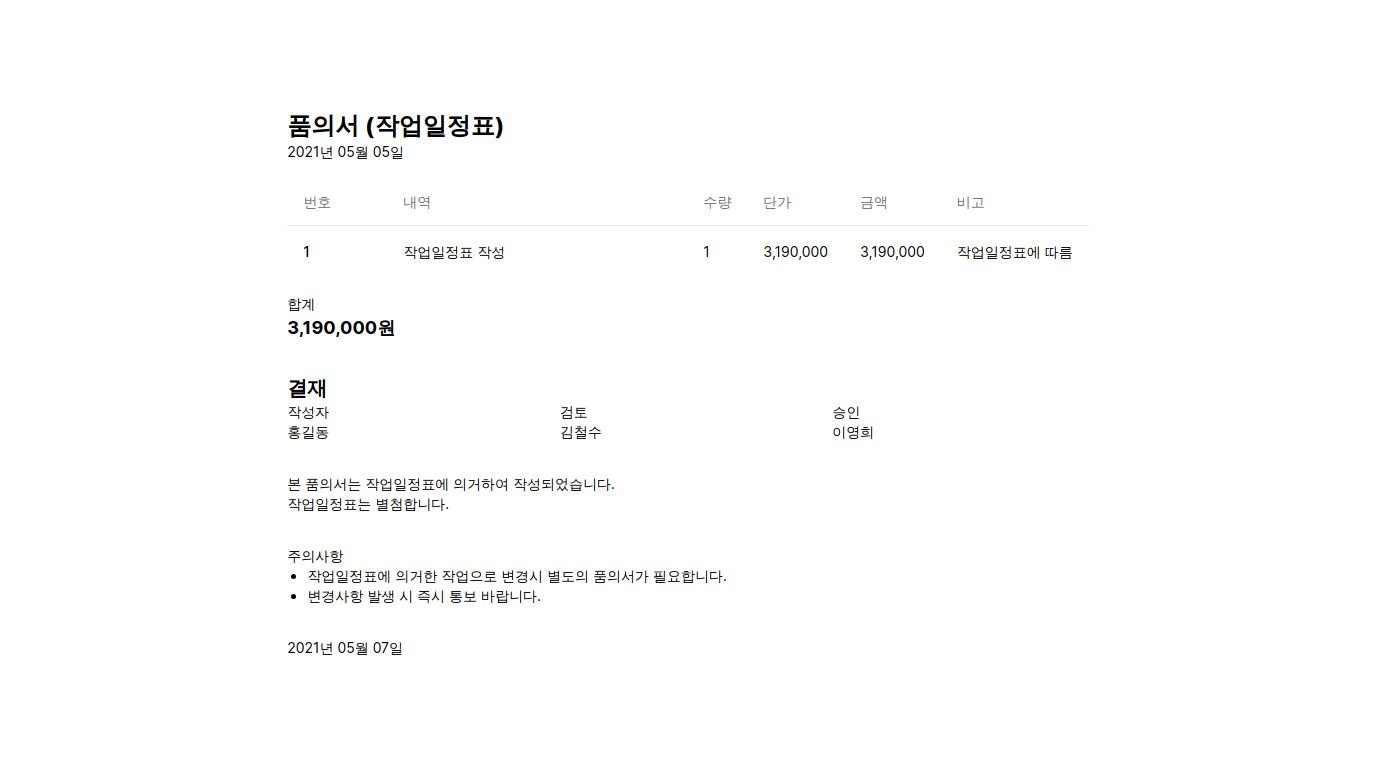 품의서 (작업일정표)
2021년 05월 05일
번호 내역 수량 단가 금액 비고
1 작업일정표 작성 1 3,190,000 3,190,000 작업일정표에 따름
합계
3,190,000원
결재
작성자 검토 승인
홍길동 김철수 이영희
본 품의서는 작업일정표에 의거하여 작성되었습니다.
작업일정표는 별첨합니다.
주의사항
• 작업일정표에 의거한 작업으로 변경시 별도의 품의서가 필요합니다.
• 변경사항 발생 시 즉시 통보 바랍니다.
2021년 05월 07일